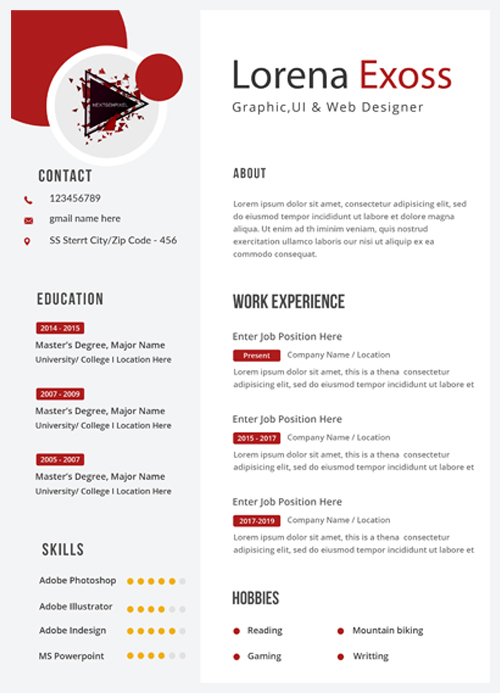 NEXTGENPIXEL
CONTACT
123456789
gmail name here
SS Sterrt City/Zip Code - 456
EDUCATION
2014 - 2015
Master's Degree, Major Name
University/ College I Location Here
2007 - 2009
Master's Degree, Major Name
University/ College I Location Here
2005 - 2007
Master's Degree, Major Name
University/ College I Location Here
SKILLS
Adobe Photoshop
Adobe Illustrator
Adobe Indesign
MS Powerpoint
Lorena Exoss
Graphic,UI & Web Designer
ABOUT
Lorem ipsum dolor sit amet, consectetur adipisicing elit, sed
do eiusmod tempor incididunt ut labore et dolore magna
aliqua. Ut enim ad th iminim veniam, quis nostrud
exercitation ullamco laboris our nisi ut aliquip ex ea
commodo consequat.
WORK EXPERIENCE
Enter Job Position Here
Present Company Name / Location
Lorem ipsum dolor sit amet, this is a thena consectetur
adipisicing elit, sed do eiusmod tempor incididunt ut labore et
Enter Job Position Here
2015 - 2017 Company Name / Location
Lorem ipsum dolor sit amet, this is a thena consectetur
adipisicing elit, sed do eiusmod tempor incididunt ut labore et
Enter Job Position Here
2017-2019 Company Name / Location
Lorem ipsum dolor sit amet, this is a thena consectetur
adipisicing elit, sed do eiusmod tempor incididunt ut labore et
HOBBIES
Reading
Mountain biking
Gaming
Writting